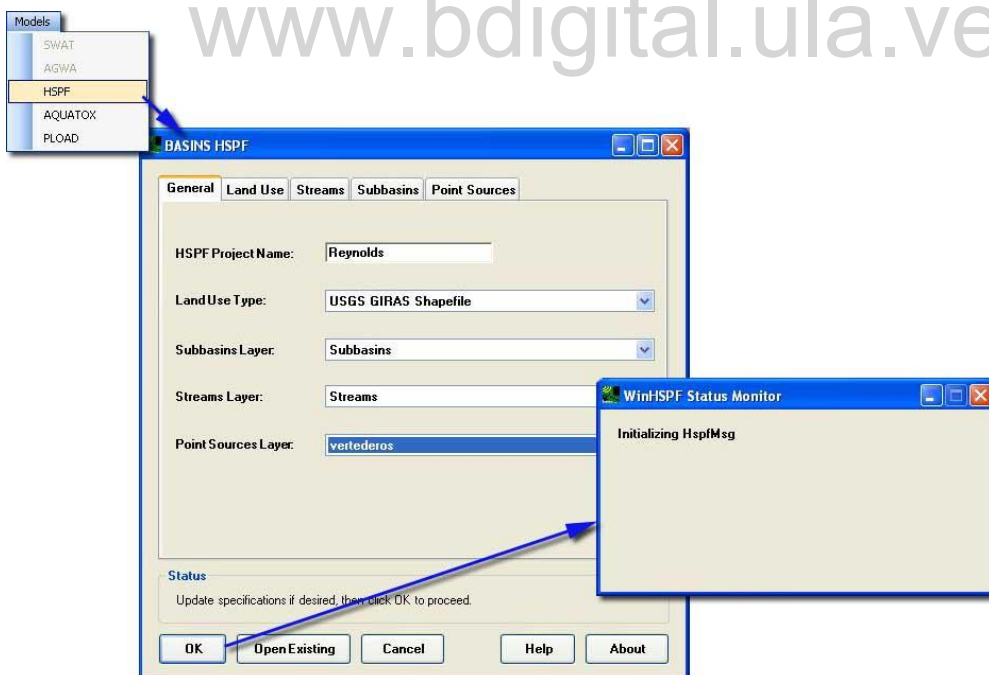 www.bdigital.ula.ve
Models
SWAT
AGWA
HSPF
AQUATOX
PLOAD
BASINS HSPF
General Land Use Streams Subbasins Point Sources
HSPF Project Name: Reynolds
Land Use Type: USGS GIRAS Shapefile
Subbasins Layer: Subbasins
Streams Layer: Streams
Point Sources Layer: vertederos
WinHSPF Status Monitor
Initializing HspfMsg
Status
Update specifications if desired, then click OK to proceed.
OK Open Existing Cancel Help About